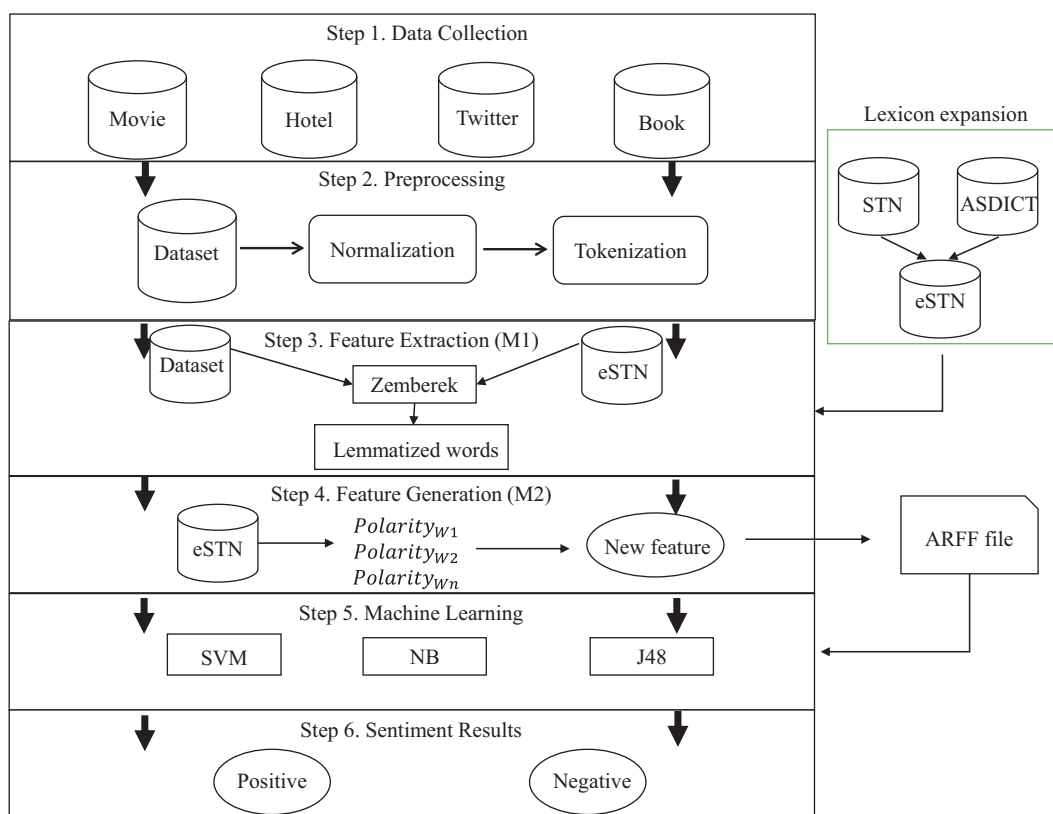 Step 1. Data Collection
Movie
Hotel
Twitter
Book
Lexicon expansion
STN
ASDICT
eSTN
Step 2. Preprocessing
Dataset
Normalization
Tokenization
Step 3. Feature Extraction (M1)
Dataset
Zemberek
eSTN
Lemmatized words
Step 4. Feature Generation (M2)
eSTN
Polarity_W1
Polarity_W2
Polarity_Wn
New feature
ARFF file
Step 5. Machine Learning
SVM
NB
J48
Step 6. Sentiment Results
Positive
Negative